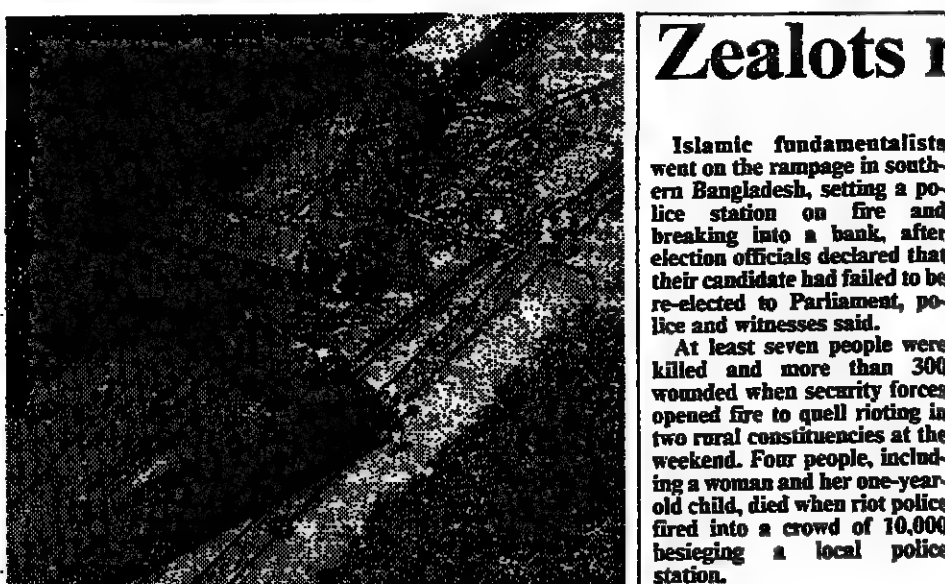 Zealots
Islamic fundamentalists
went on the rampage in south-
ern Bangladesh, setting a po-
lice station on fire and
breaking into a bank, after
election officials declared that
their candidate had failed to be
re-elected to Parliament, po-
lice and witnesses said.
At least seven people were
killed and more than 300
wounded when security forces
opened fire to quell rioting in
two rural constituencies at the
weekend. Four people, includ-
ing a woman and her one-year-
old child, died when riot police
fired into a crowd of 10,000
besieging a local police
station.